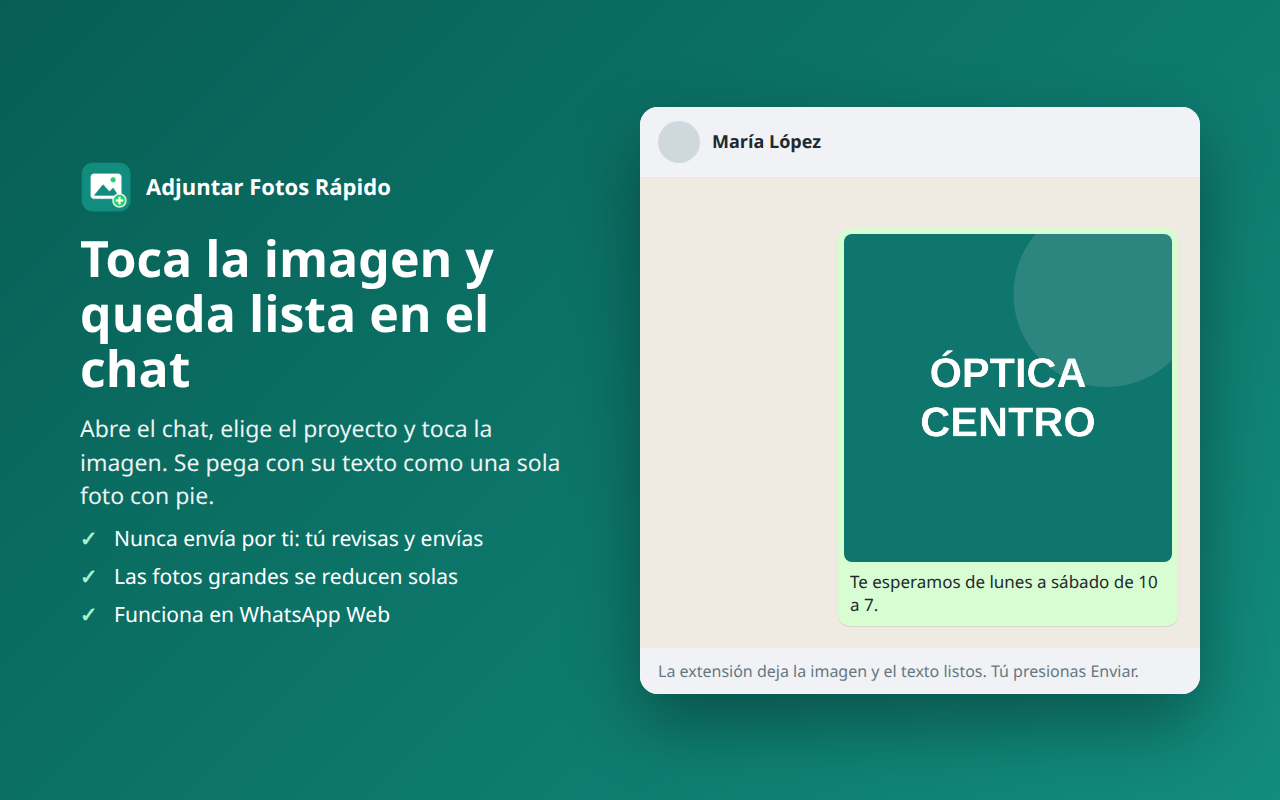 Adjuntar Fotos Rápido
Toca la imagen y
queda lista en el
chat
Abre el chat, elige el proyecto y toca la
imagen. Se pega con su texto como una sola
foto con pie.
✓ Nunca envía por ti: tú revisas y envías
✓ Las fotos grandes se reducen solas
✓ Funciona en WhatsApp Web
María López
ÓPTICA
CENTRO
Te esperamos de lunes a sábado de 10
a 7.
La extensión deja la imagen y el texto listos. Tú presionas Enviar.